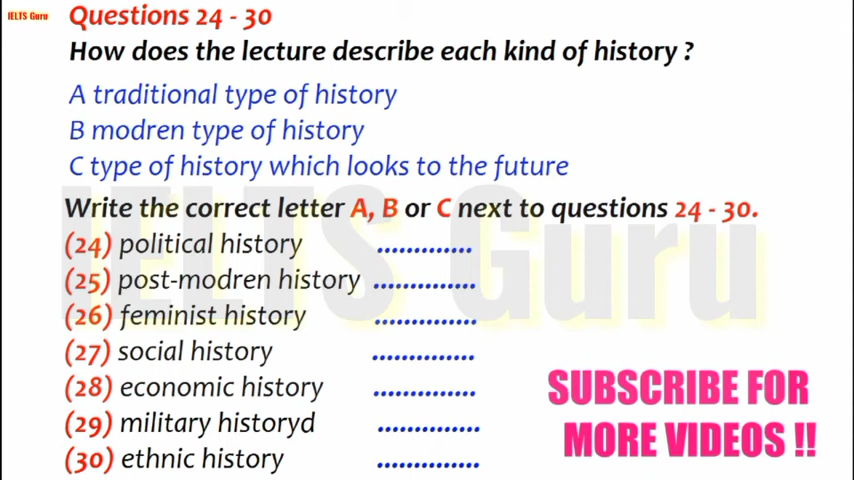 IELTS Guru
Questions 24 - 30
How does the lecture describe each kind of history ?
A traditional type of history
B modren type of history
C type of history which looks to the future
Write the correct letter A, B or C next to questions 24 - 30.
(24) political history .............
(25) post-modren history .............
(26) feminist history .............
(27) social history .............
(28) economic history .............
(29) military historyd .............
(30) ethnic history .............
IELTS Guru
SUBSCRIBE FOR
MORE VIDEOS !!